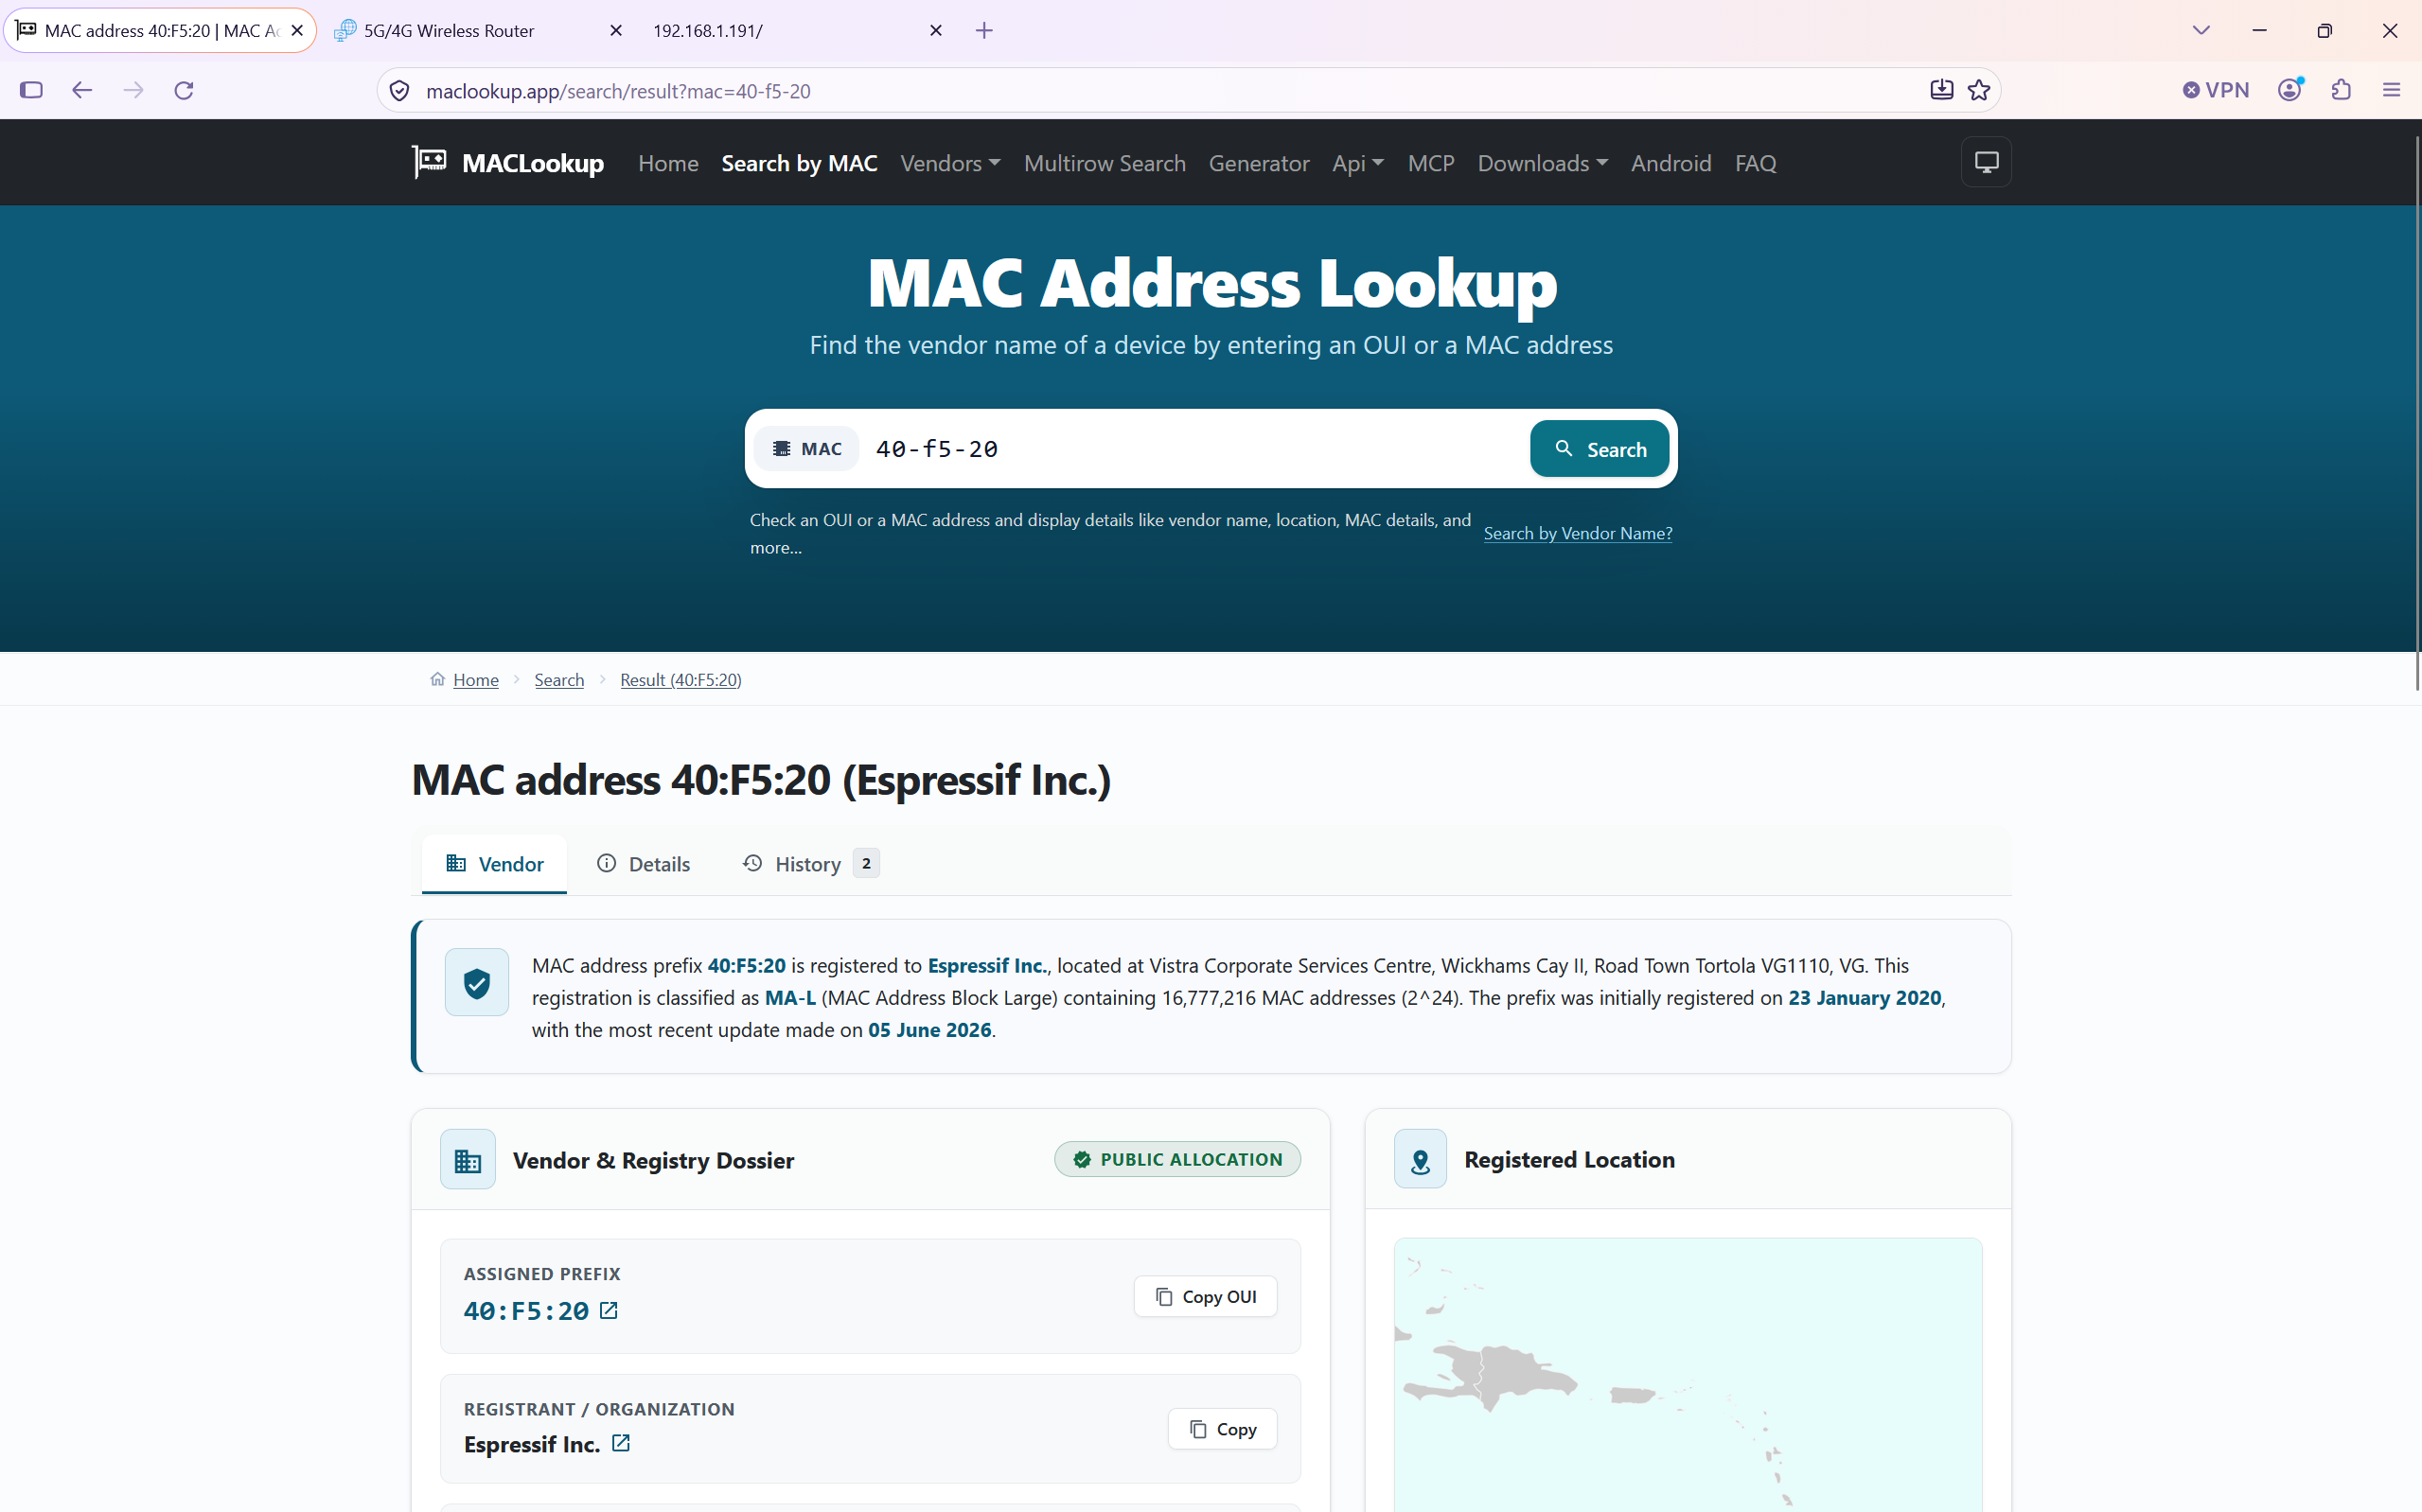 MAC address 40:F5:20 | MAC Ac
5G/4G Wireless Router
192.168.1.191/
maclookup.app/search/result?mac=40-f5-20
VPN
MACLookup
Home
Search by MAC
Vendors
Multirow Search
Generator
Api
MCP
Downloads
Android
FAQ
MAC Address Lookup
Find the vendor name of a device by entering an OUI or a MAC address
MAC
40-f5-20
Search
Check an OUI or a MAC address and display details like vendor name, location, MAC details, and
more...
Search by Vendor Name?
Home
Search
Result (40:F5:20)
MAC address 40:F5:20 (Espressif Inc.)
Vendor
Details
History
2
MAC address prefix 40:F5:20 is registered to Espressif Inc., located at Vistra Corporate Services Centre, Wickhams Cay II, Road Town Tortola VG1110, VG. This
registration is classified as MA-L (MAC Address Block Large) containing 16,777,216 MAC addresses (2^24). The prefix was initially registered on 23 January 2020,
with the most recent update made on 05 June 2026.
Vendor & Registry Dossier
PUBLIC ALLOCATION
Registered Location
ASSIGNED PREFIX
40:F5:20
Copy OUI
REGISTRANT / ORGANIZATION
Espressif Inc.
Copy